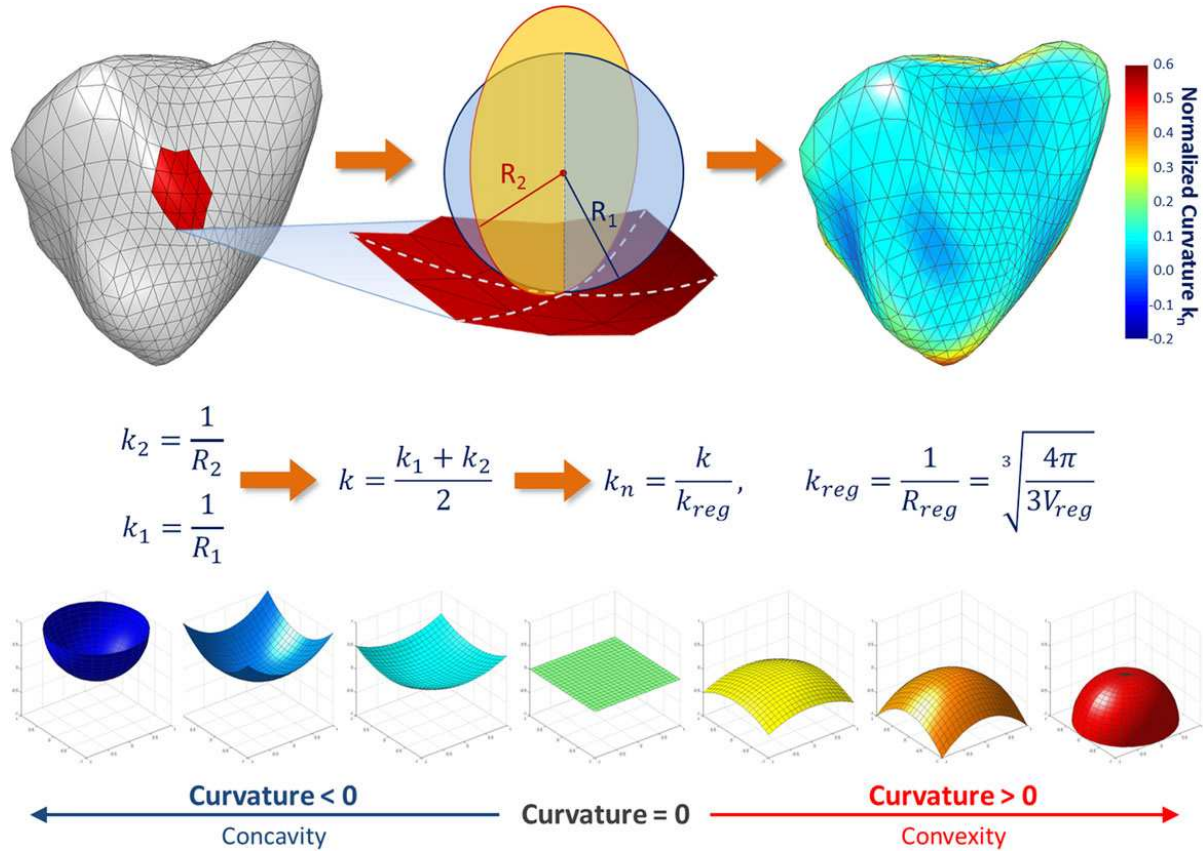 R₂
R₁
0.6
0.5
0.4
0.3
0.2
0.1
0.0
-0.1
-0.2
Normalized Curvature kₙ
k₂ = 1/R₂
k₁ = 1/R₁
k = (k₁ + k₂)/2
kₙ = k/k_reg,
k_reg = 1/R_reg = ∛(4π/3V_reg)
Curvature < 0
Concavity
Curvature = 0
Curvature > 0
Convexity